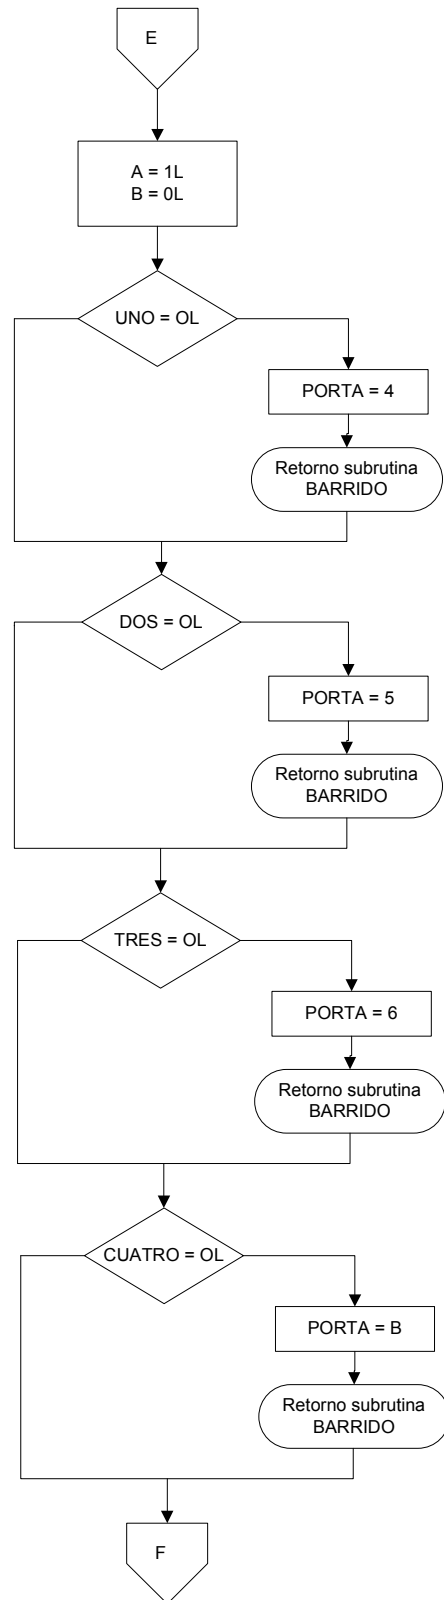 E
A = 1L
B = 0L
UNO = OL
PORTA = 4
Retorno subrutina
BARRIDO
DOS = OL
PORTA = 5
Retorno subrutina
BARRIDO
TRES = OL
PORTA = 6
Retorno subrutina
BARRIDO
CUATRO = OL
PORTA = B
Retorno subrutina
BARRIDO
F